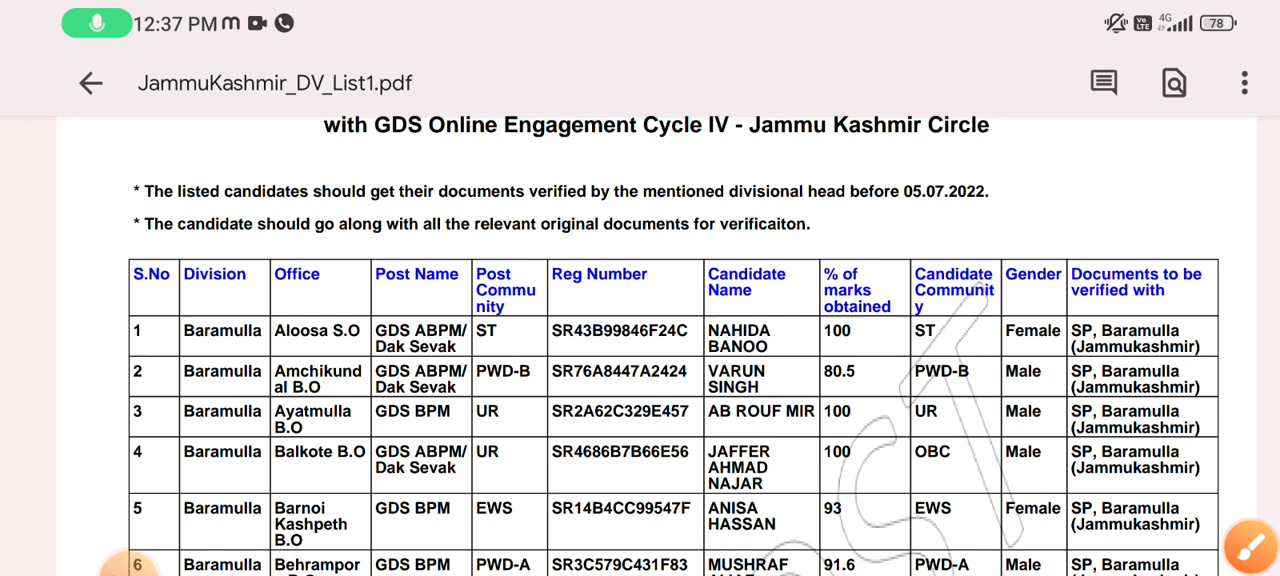 12:37 PM
4G
Vo
LTE
78
JammuKashmir_DV_List1.pdf
with GDS Online Engagement Cycle IV - Jammu Kashmir Circle
* The listed candidates should get their documents verified by the mentioned divisional head before 05.07.2022.
* The candidate should go along with all the relevant original documents for verificaiton.
S.No Division Office Post Name Post Commu nity Reg Number Candidate Name % of marks obtained Candidate Communit y Gender Documents to be verified with
1 Baramulla Aloosa S.O GDS ABPM/ Dak Sevak ST SR43B99846F24C NAHIDA BANOO 100 ST Female SP, Baramulla (Jammukashmir)
2 Baramulla Amchikund al B.O GDS ABPM/ Dak Sevak PWD-B SR76A8447A2424 VARUN SINGH 80.5 PWD-B Male SP, Baramulla (Jammukashmir)
3 Baramulla Ayatmulla B.O GDS BPM UR SR2A62C329E457 AB ROUF MIR 100 UR Male SP, Baramulla (Jammukashmir)
4 Baramulla Balkote B.O GDS ABPM/ Dak Sevak UR SR4686B7B66E56 JAFFER AHMAD NAJAR 100 OBC Male SP, Baramulla (Jammukashmir)
5 Baramulla Barnoi Kashpeth B.O GDS BPM EWS SR14B4CC99547F ANISA HASSAN 93 EWS Female SP, Baramulla (Jammukashmir)
6 Baramulla Behrampor GDS BPM PWD-A SR3C579C431F83 MUSHRAF 91.6 PWD-A Male SP, Baramulla